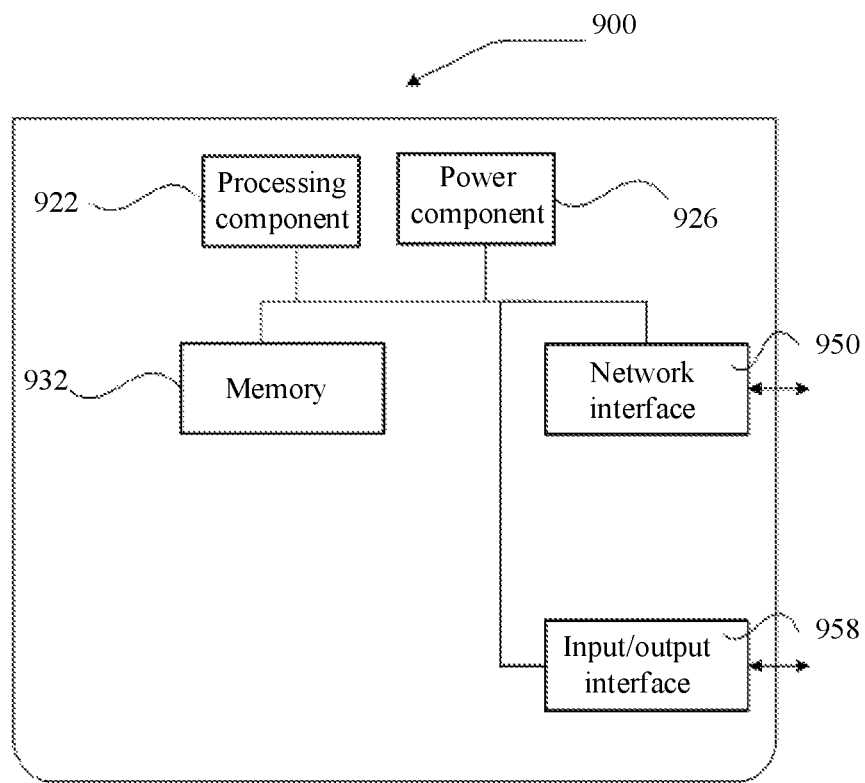 900
922
Processing
component
Power
component
926
932
Memory
Network
interface
950
Input/output
interface
958